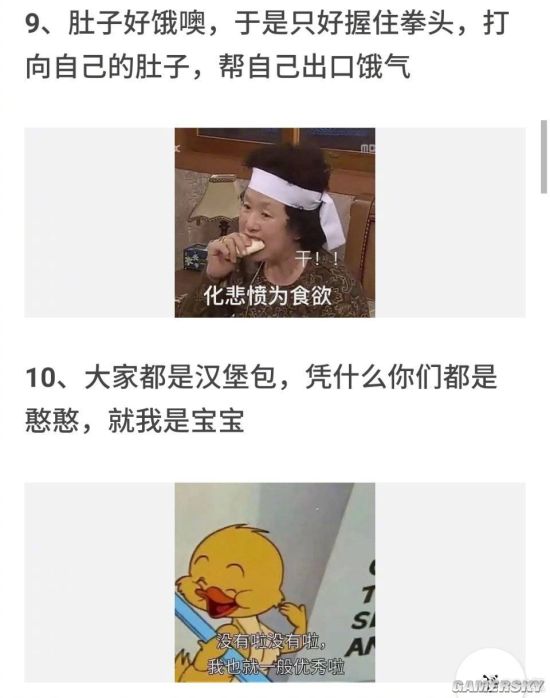 9、肚子好饿噢，于是只好握住拳头，打
向自己的肚子，帮自己出口饿气
干！！
化悲愤为食欲
10、大家都是汉堡包，凭什么你们都是
憨憨，就我是宝宝
没有啦没有啦，
我也就一般优秀啦
GAMERSKY